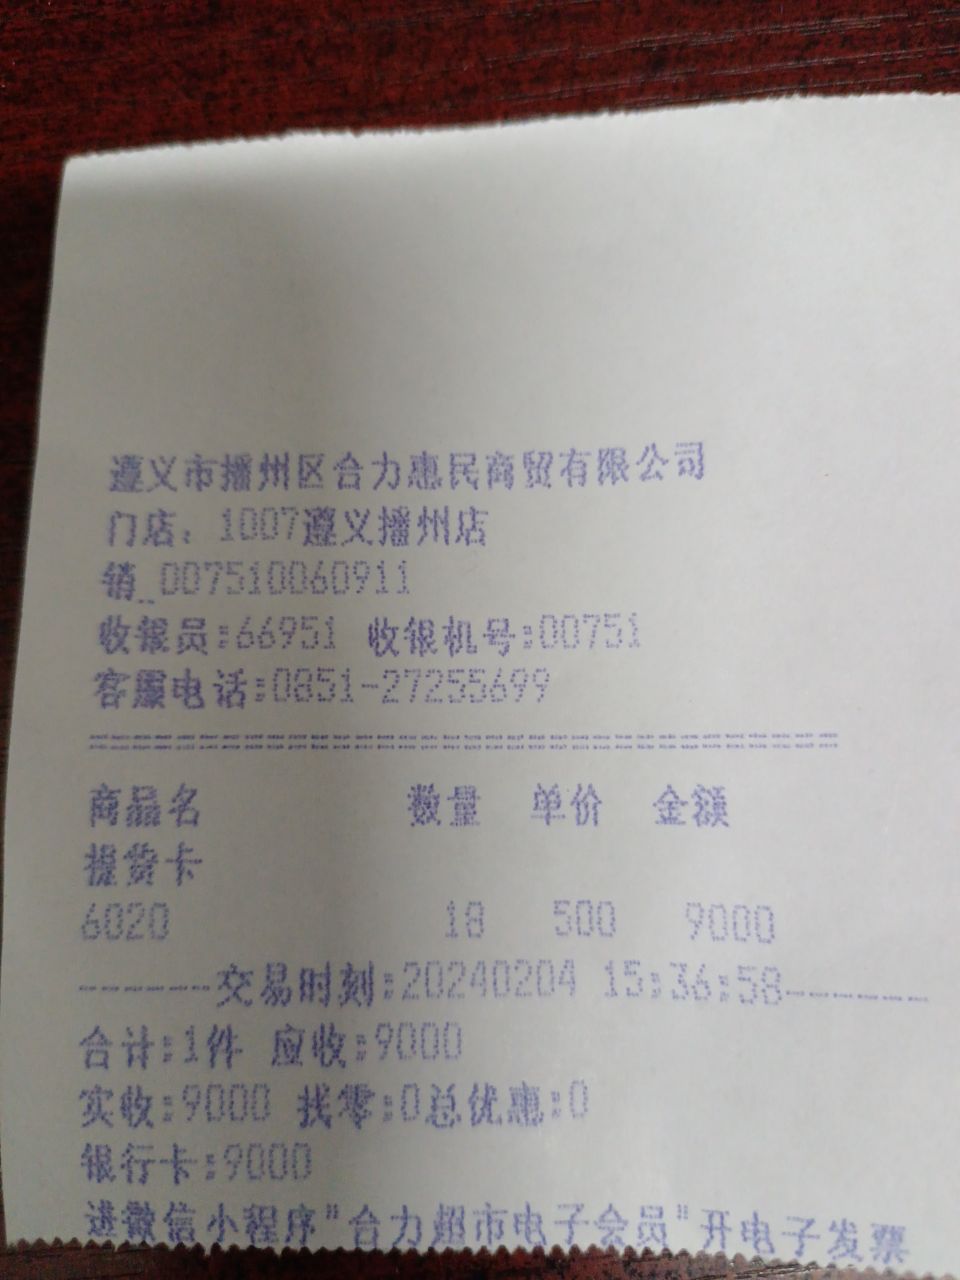 遵义市播州区合力惠民商贸有限公司
门店: 1007遵义播州店
销_007510060911
收银员:66951 收银机号:00751
客服电话:0851-27255699
========================================
商品名 数量 单价 金额
提货卡
6020 18 500 9000
-------交易时刻:20240204 15:36:58--------
合计:1件 应收:9000
实收:9000 找零:0总优惠:0
银行卡:9000
进微信小程序"合力超市电子会员"开电子发票